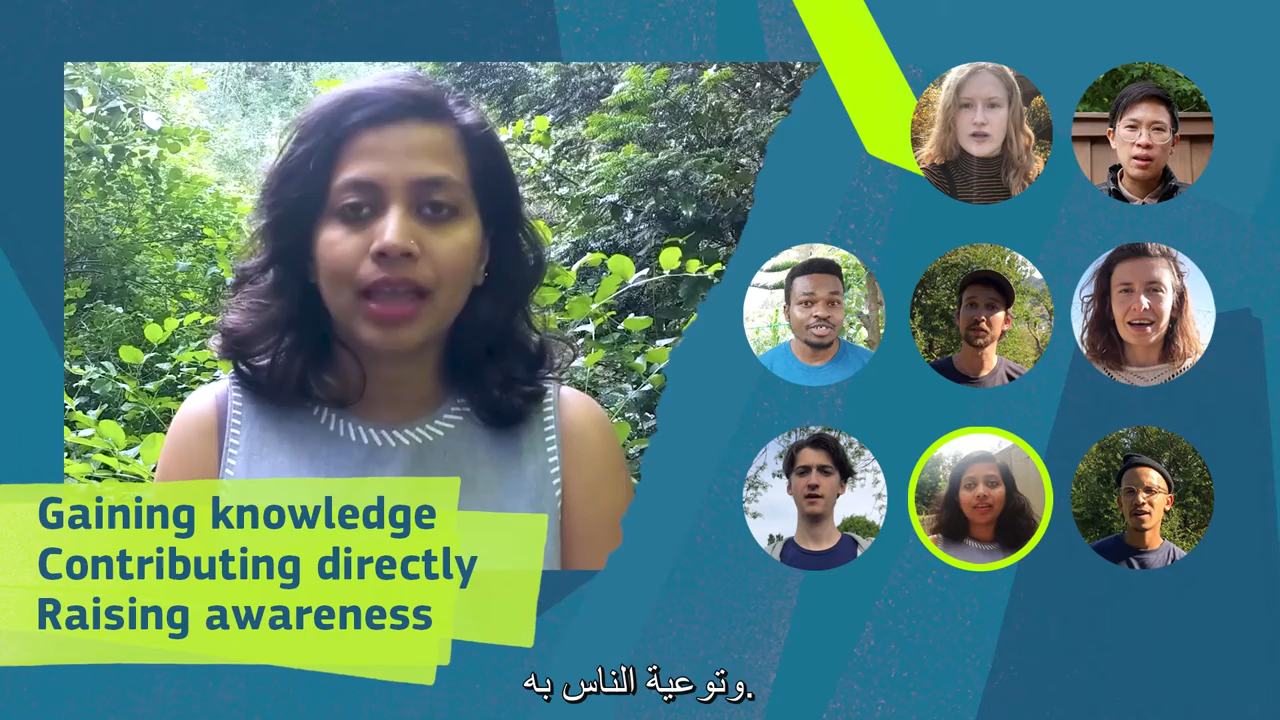 Gaining knowledge
Contributing directly
Raising awareness
وتوعية الناس به.